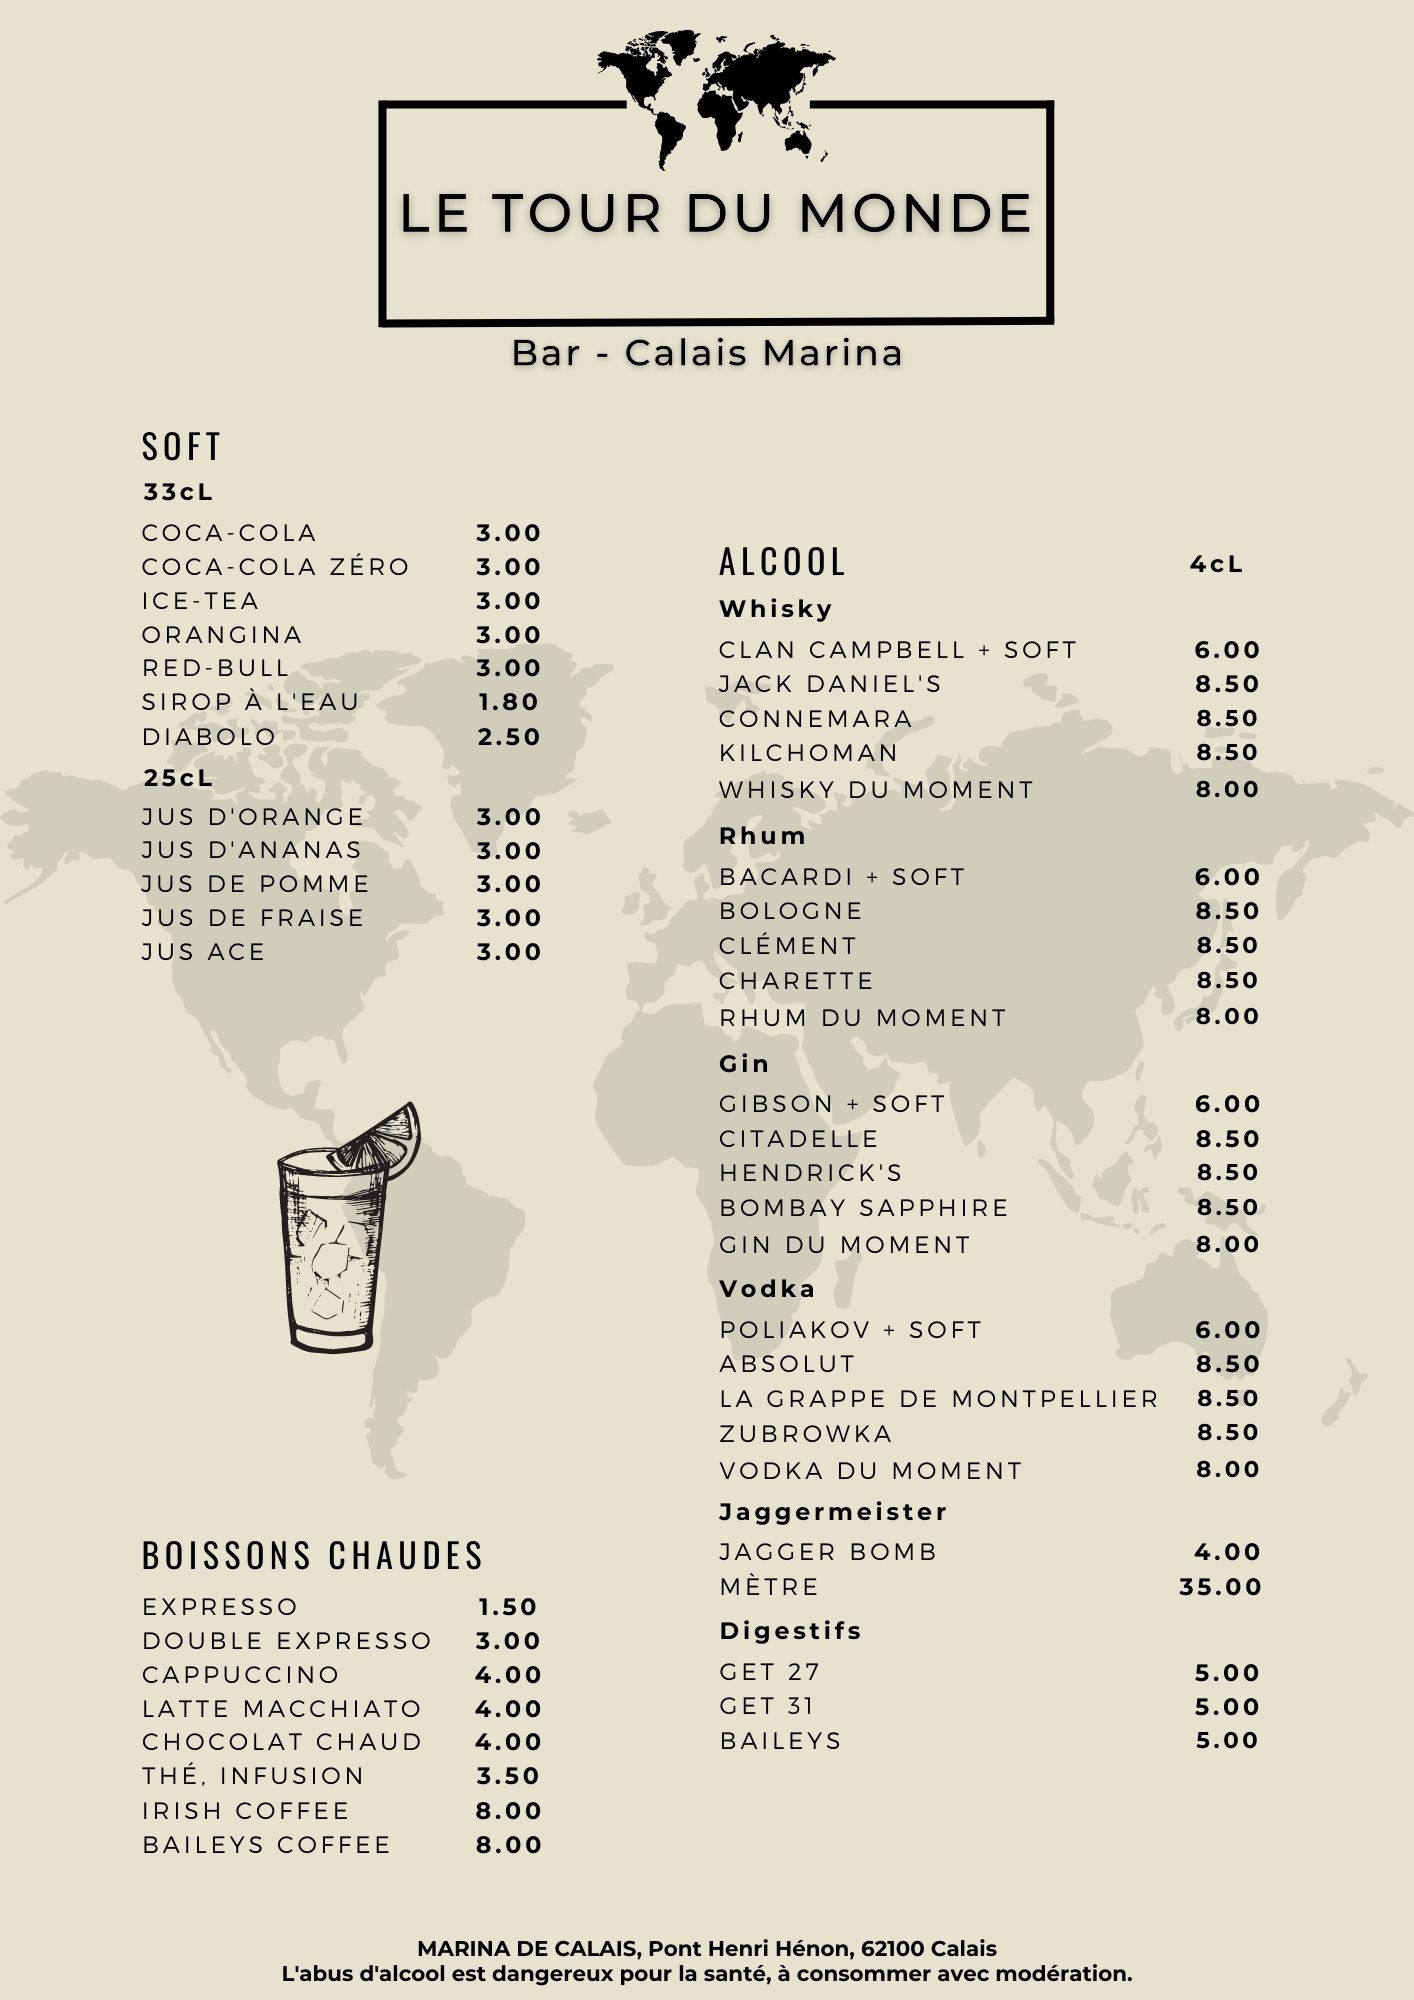 LE TOUR DU MONDE
Bar - Calais Marina
SOFT
33cL
COCA-COLA 3.00
COCA-COLA ZÉRO 3.00
ICE-TEA 3.00
ORANGINA 3.00
RED-BULL 3.00
SIROP À L'EAU 1.80
DIABOLO 2.50
25cL
JUS D'ORANGE 3.00
JUS D'ANANAS 3.00
JUS DE POMME 3.00
JUS DE FRAISE 3.00
JUS ACE 3.00
BOISSONS CHAUDES
EXPRESSO 1.50
DOUBLE EXPRESSO 3.00
CAPPUCCINO 4.00
LATTE MACCHIATO 4.00
CHOCOLAT CHAUD 4.00
THÉ, INFUSION 3.50
IRISH COFFEE 8.00
BAILEYS COFFEE 8.00
ALCOOL 4cL
Whisky
CLAN CAMPBELL + SOFT 6.00
JACK DANIEL'S 8.50
CONNEMARA 8.50
KILCHOMAN 8.50
WHISKY DU MOMENT 8.00
Rhum
BACARDI + SOFT 6.00
BOLOGNE 8.50
CLÉMENT 8.50
CHARETTE 8.50
RHUM DU MOMENT 8.00
Gin
GIBSON + SOFT 6.00
CITADELLE 8.50
HENDRICK'S 8.50
BOMBAY SAPPHIRE 8.50
GIN DU MOMENT 8.00
Vodka
POLIAKOV + SOFT 6.00
ABSOLUT 8.50
LA GRAPPE DE MONTPELLIER 8.50
ZUBROWKA 8.50
VODKA DU MOMENT 8.00
Jaggermeister
JAGGER BOMB 4.00
MÈTRE 35.00
Digestifs
GET 27 5.00
GET 31 5.00
BAILEYS 5.00
MARINA DE CALAIS, Pont Henri Hénon, 62100 Calais
L'abus d'alcool est dangereux pour la santé, à consommer avec modération.